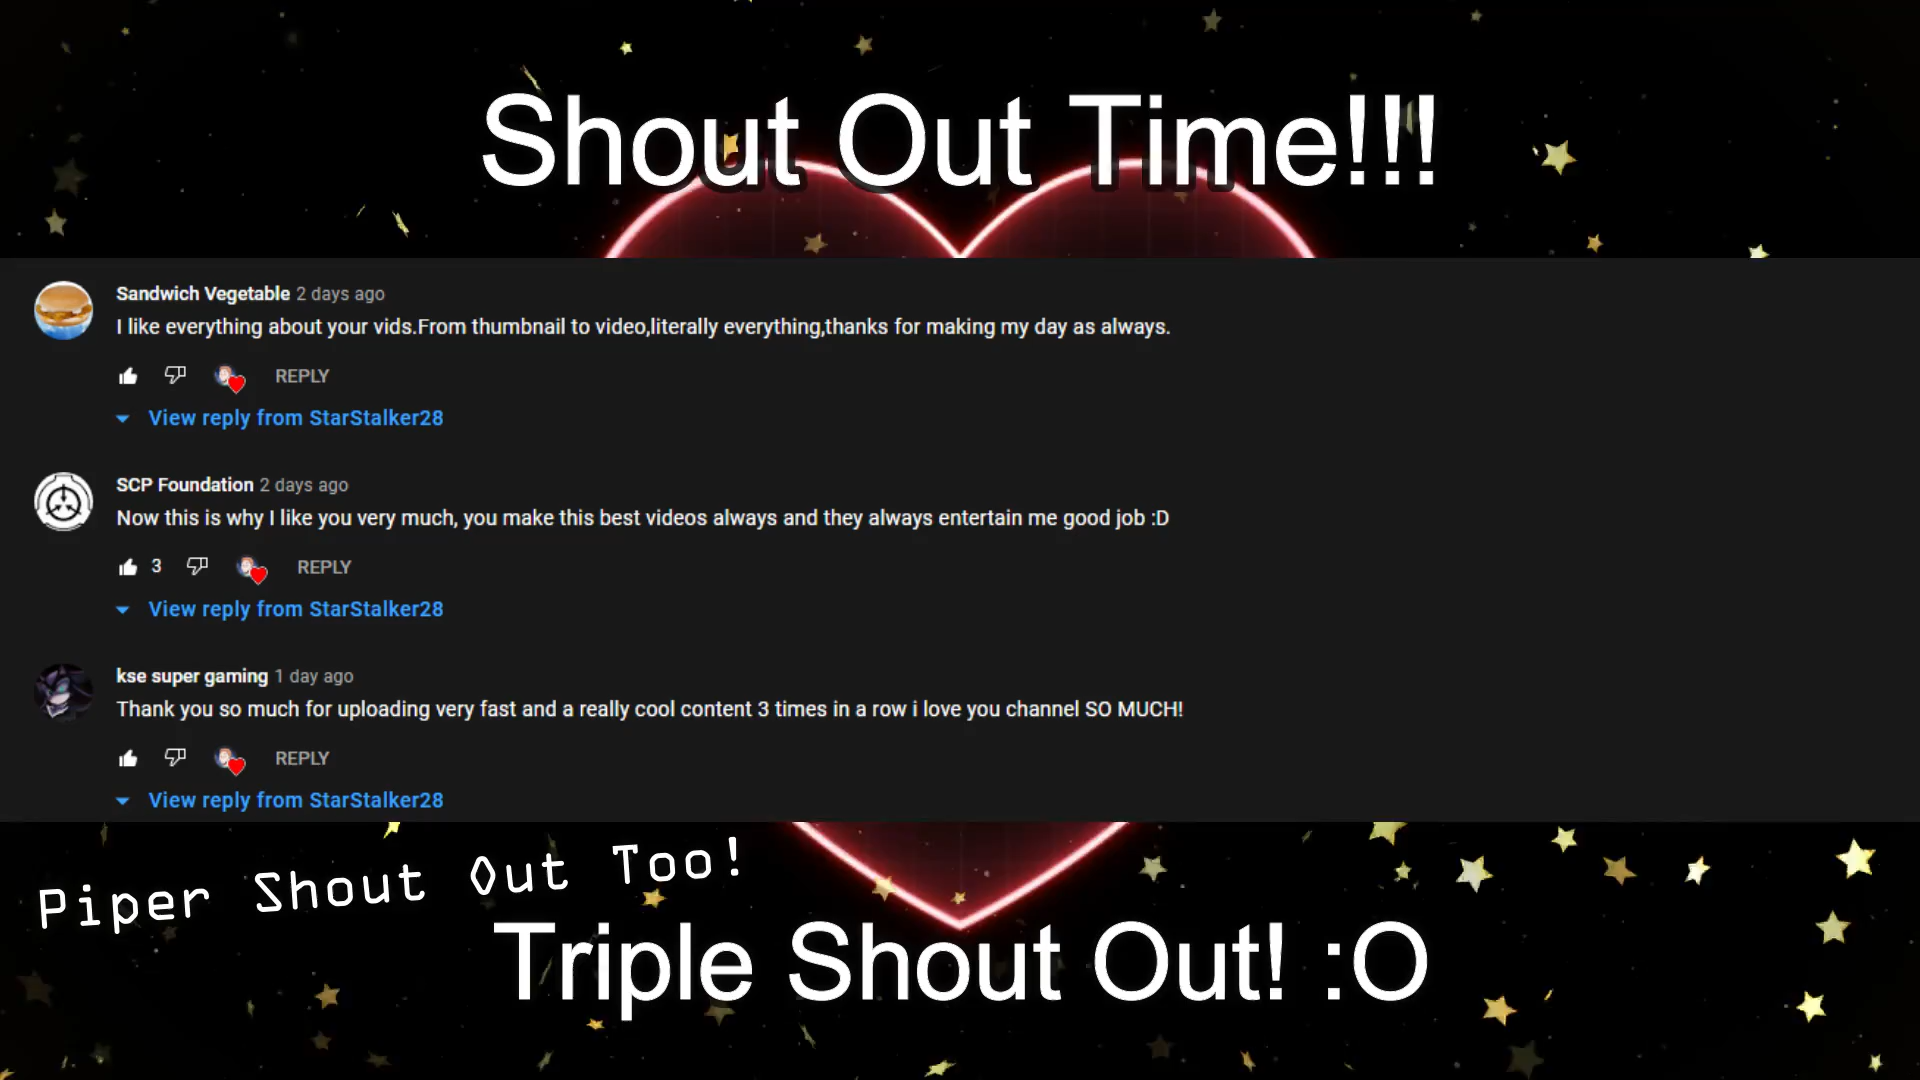 Shout Out Time!!!
Sandwich Vegetable 2 days ago
I like everything about your vids.From thumbnail to video,literally everything,thanks for making my day as always.
REPLY
View reply from StarStalker28
SCP Foundation 2 days ago
Now this is why I like you very much, you make this best videos always and they always entertain me good job :D
3 REPLY
View reply from StarStalker28
kse super gaming 1 day ago
Thank you so much for uploading very fast and a really cool content 3 times in a row i love you channel SO MUCH!
REPLY
View reply from StarStalker28
Piper Shout Out Too!
Triple Shout Out! :O